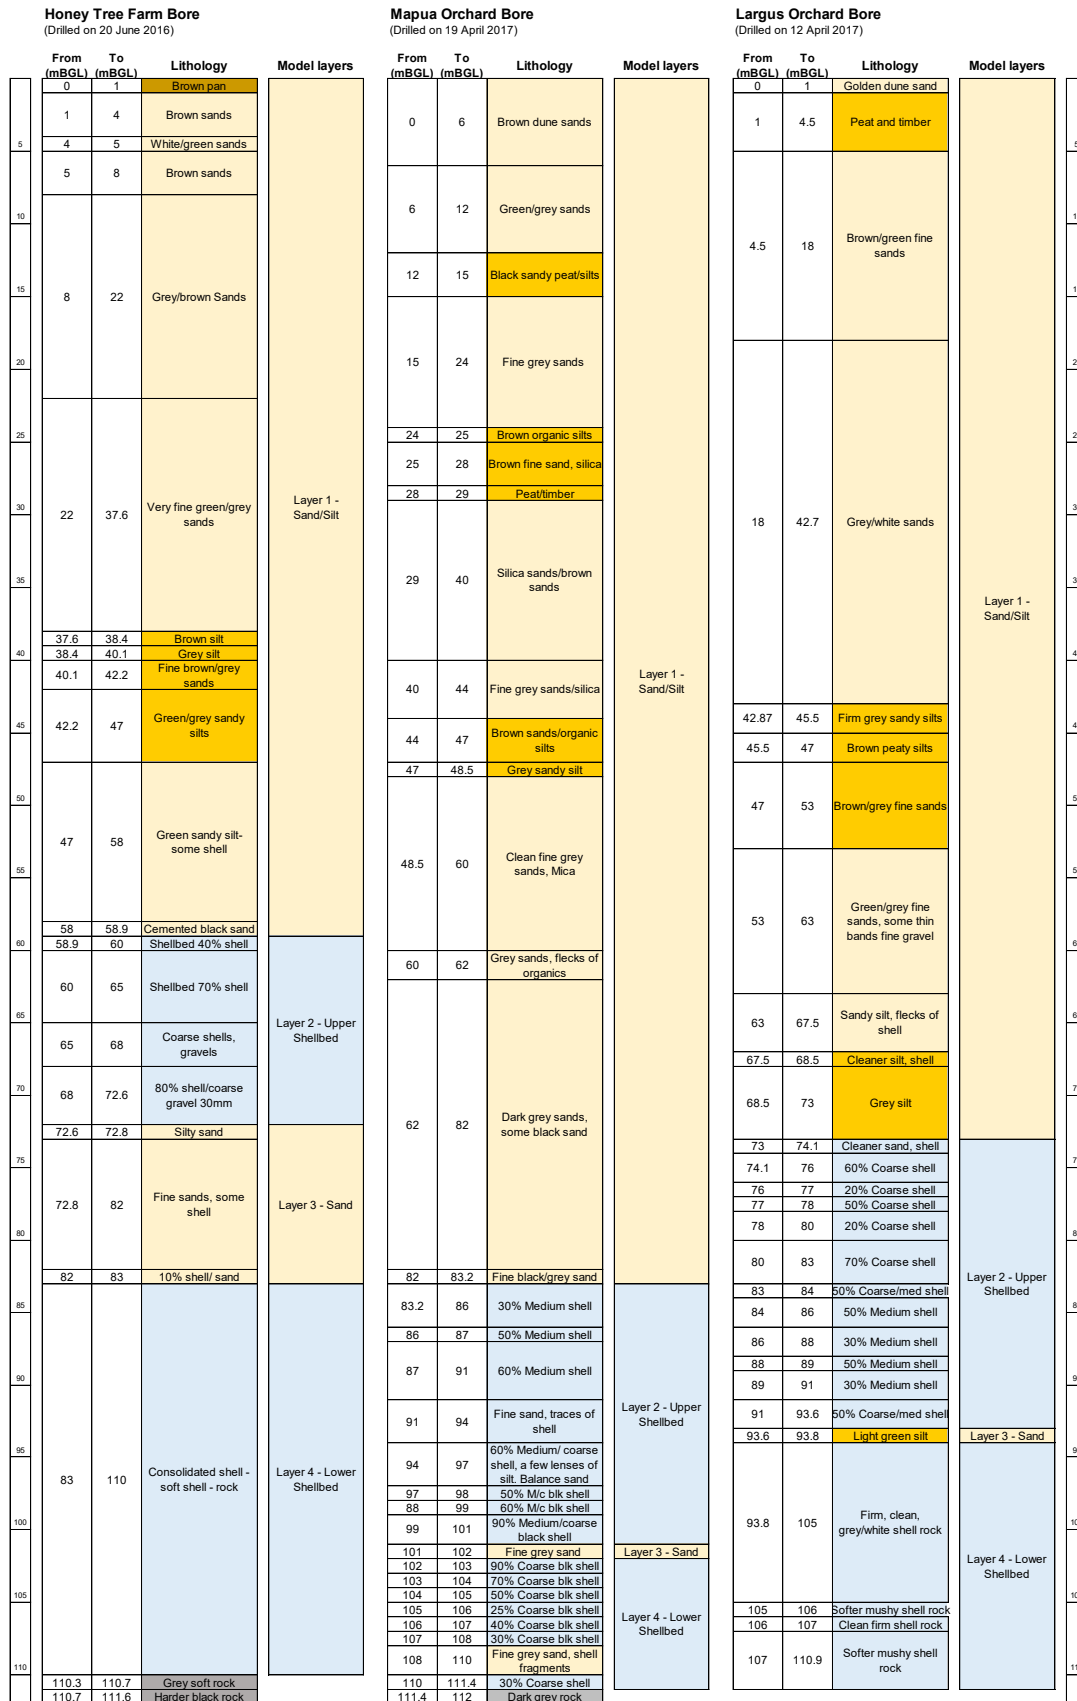 Honey Tree Farm Bore
(Drilled on 20 June 2016)
From (mBGL) To (mBGL) Lithology Model layers
0 1 Brown pan
1 4 Brown sands
4 5 White/green sands
5 8 Brown sands
8 22 Grey/brown Sands
22 37.6 Very fine green/grey
sands
37.6 38.4 Brown silt
38.4 40.1 Grey silt
40.1 42.2 Fine brown/grey
sands
42.2 47 Green/grey sandy
silts
47 58 Green sandy silt-
some shell
58 58.9 Cemented black sand
58.9 60 Shellbed 40% shell
60 65 Shellbed 70% shell
65 68 Coarse shells,
gravels
68 72.6 80% shell/coarse
gravel 30mm
72.6 72.8 Silty sand
72.8 82 Fine sands, some
shell
82 83 10% shell/ sand
83 110 Consolidated shell -
soft shell - rock
110.3 110.7 Grey soft rock
110.7 111.6 Harder black rock
Layer 1 -
Sand/Silt
Layer 2 - Upper
Shellbed
Layer 3 - Sand
Layer 4 - Lower
Shellbed
5
10
15
20
25
30
35
40
45
50
55
60
65
70
75
80
85
90
95
100
105
110
Mapua Orchard Bore
(Drilled on 19 April 2017)
From (mBGL) To (mBGL) Lithology Model layers
0 6 Brown dune sands
6 12 Green/grey sands
12 15 Black sandy peat/silts
15 24 Fine grey sands
24 25 Brown organic silts
25 28 Brown fine sand, silica
28 29 Peat/timber
29 40 Silica sands/brown
sands
40 44 Fine grey sands/silica
44 47 Brown sands/organic
silts
47 48.5 Grey sandy silt
48.5 60 Clean fine grey
sands, Mica
60 62 Grey sands, flecks of
organics
62 82 Dark grey sands,
some black sand
82 83.2 Fine black/grey sand
83.2 86 30% Medium shell
86 87 50% Medium shell
87 91 60% Medium shell
91 94 Fine sand, traces of
shell
94 97 60% Medium/ coarse
shell, a few lenses of
silt. Balance sand
97 98 50% M/c blk shell
88 99 60% M/c blk shell
99 101 90% Medium/coarse
black shell
101 102 Fine grey sand
102 103 90% Coarse blk shell
103 104 70% Coarse blk shell
104 105 50% Coarse blk shell
105 106 25% Coarse blk shell
106 107 40% Coarse blk shell
107 108 30% Coarse blk shell
108 110 Fine grey sand, shell
fragments
110 111.4 30% Coarse shell
111.4 112 Dark grey rock
Layer 1 -
Sand/Silt
Layer 2 - Upper
Shellbed
Layer 3 - Sand
Layer 4 - Lower
Shellbed
Largus Orchard Bore
(Drilled on 12 April 2017)
From (mBGL) To (mBGL) Lithology Model layers
0 1 Golden dune sand
1 4.5 Peat and timber
4.5 18 Brown/green fine
sands
18 42.7 Grey/white sands
42.87 45.5 Firm grey sandy silts
45.5 47 Brown peaty silts
47 53 Brown/grey fine sands
53 63 Green/grey fine
sands, some thin
bands fine gravel
63 67.5 Sandy silt, flecks of
shell
67.5 68.5 Cleaner silt, shell
68.5 73 Grey silt
73 74.1 Cleaner sand, shell
74.1 76 60% Coarse shell
76 77 20% Coarse shell
77 78 50% Coarse shell
78 80 20% Coarse shell
80 83 70% Coarse shell
83 84 50% Coarse/med shell
84 86 50% Medium shell
86 88 30% Medium shell
88 89 50% Medium shell
89 91 30% Medium shell
91 93.6 50% Coarse/med shell
93.6 93.8 Light green silt
93.8 105 Firm, clean,
grey/white shell rock
105 106 Softer mushy shell rock
106 107 Clean firm shell rock
107 110.9 Softer mushy shell
rock
Layer 1 -
Sand/Silt
Layer 2 - Upper
Shellbed
Layer 3 - Sand
Layer 4 - Lower
Shellbed